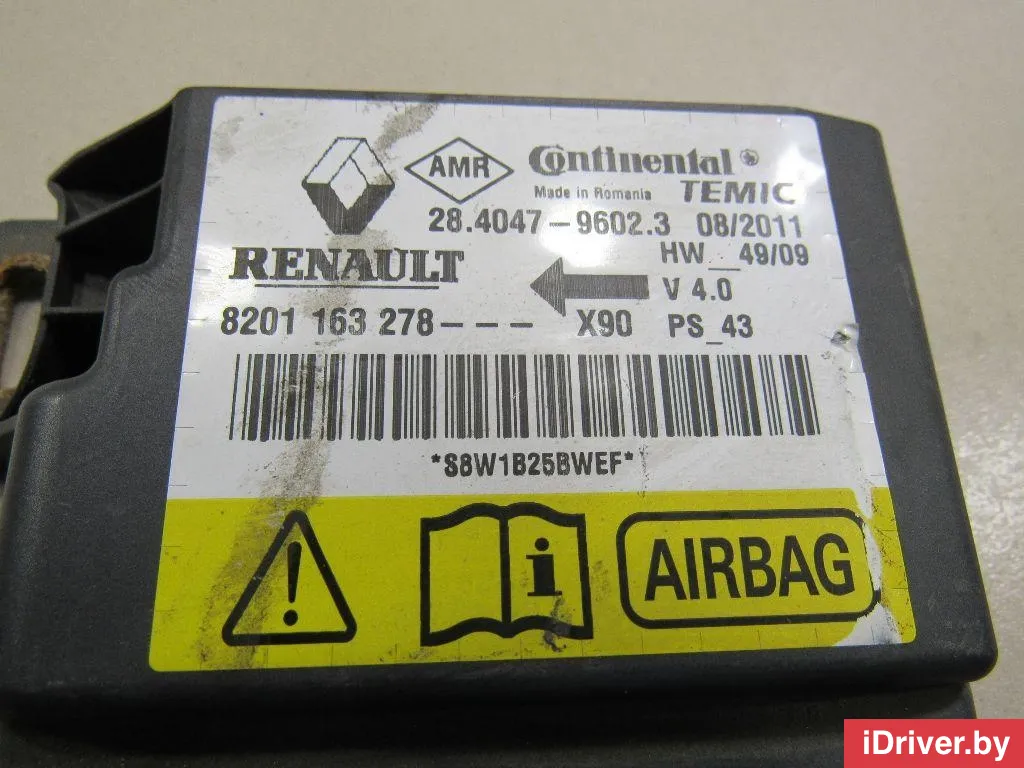 AMR Continental
Made in Romania TEMIC
28.4047-9602.3 08/2011
RENAULT HW_49/09
V 4.0
8201 163 278--- X90 PS_43
*S8W1B25BWEF*
! i AIRBAG
iDriver.by